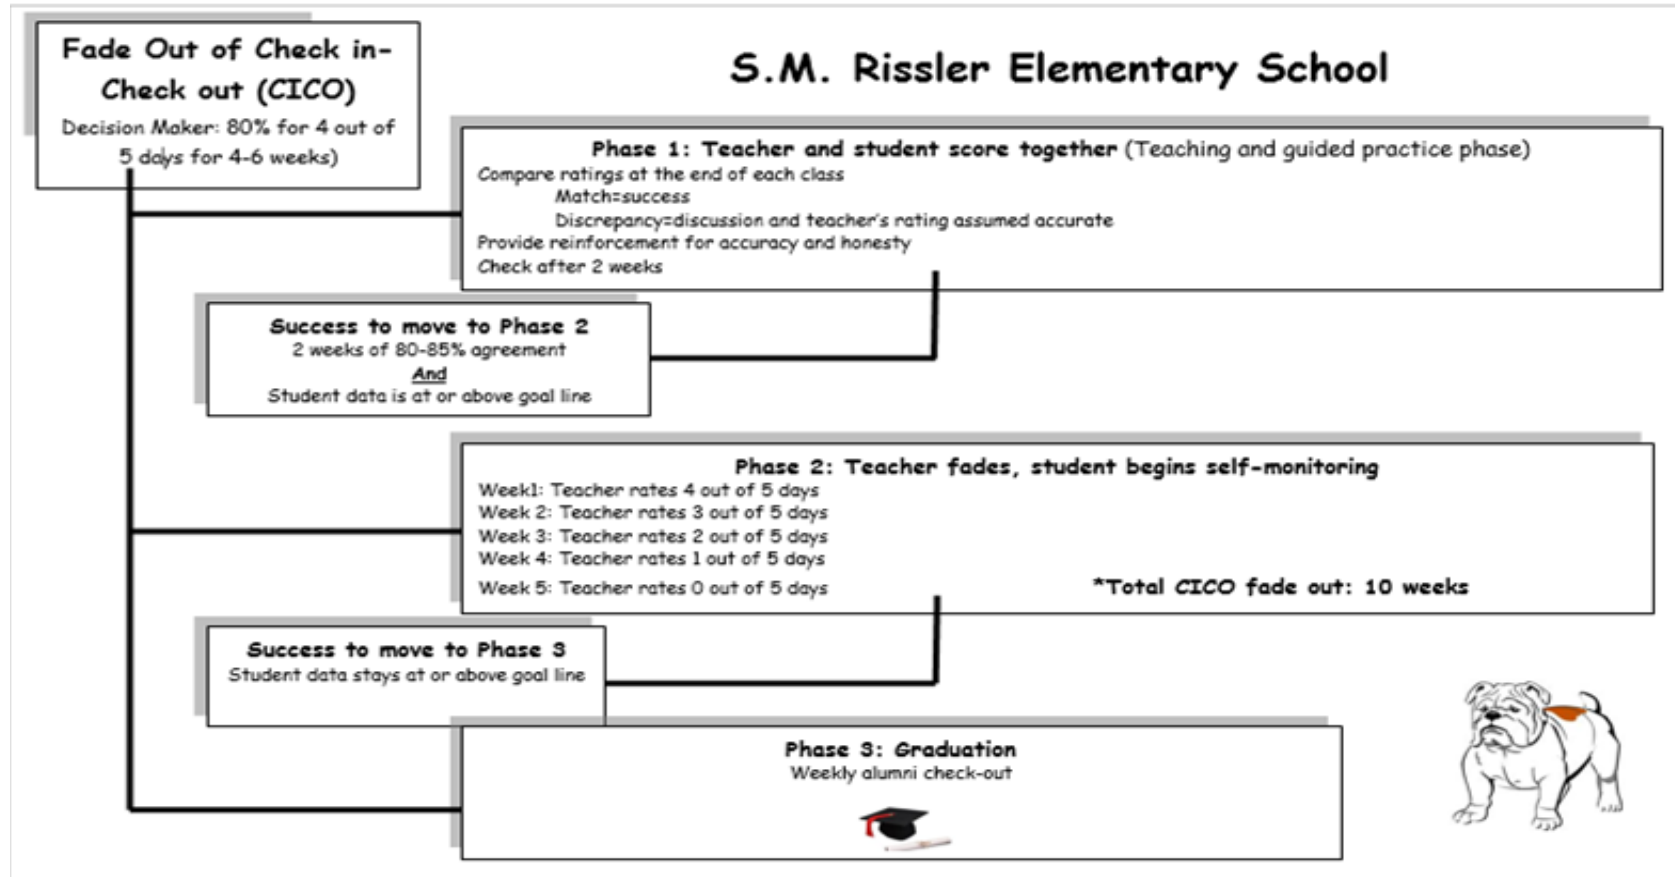 Fade Out of Check in-
Check out (CICO)
Decision Maker: 80% for 4 out of
5 days for 4-6 weeks)
S.M. Rissler Elementary School
Phase 1: Teacher and student score together (Teaching and guided practice phase)
Compare ratings at the end of each class
Match=success
Discrepancy=discussion and teacher's rating assumed accurate
Provide reinforcement for accuracy and honesty
Check after 2 weeks
Success to move to Phase 2
2 weeks of 80-85% agreement
And
Student data is at or above goal line
Phase 2: Teacher fades, student begins self-monitoring
Week1: Teacher rates 4 out of 5 days
Week 2: Teacher rates 3 out of 5 days
Week 3: Teacher rates 2 out of 5 days
Week 4: Teacher rates 1 out of 5 days
Week 5: Teacher rates 0 out of 5 days
*Total CICO fade out: 10 weeks
Success to move to Phase 3
Student data stays at or above goal line
Phase 3: Graduation
Weekly alumni check-out